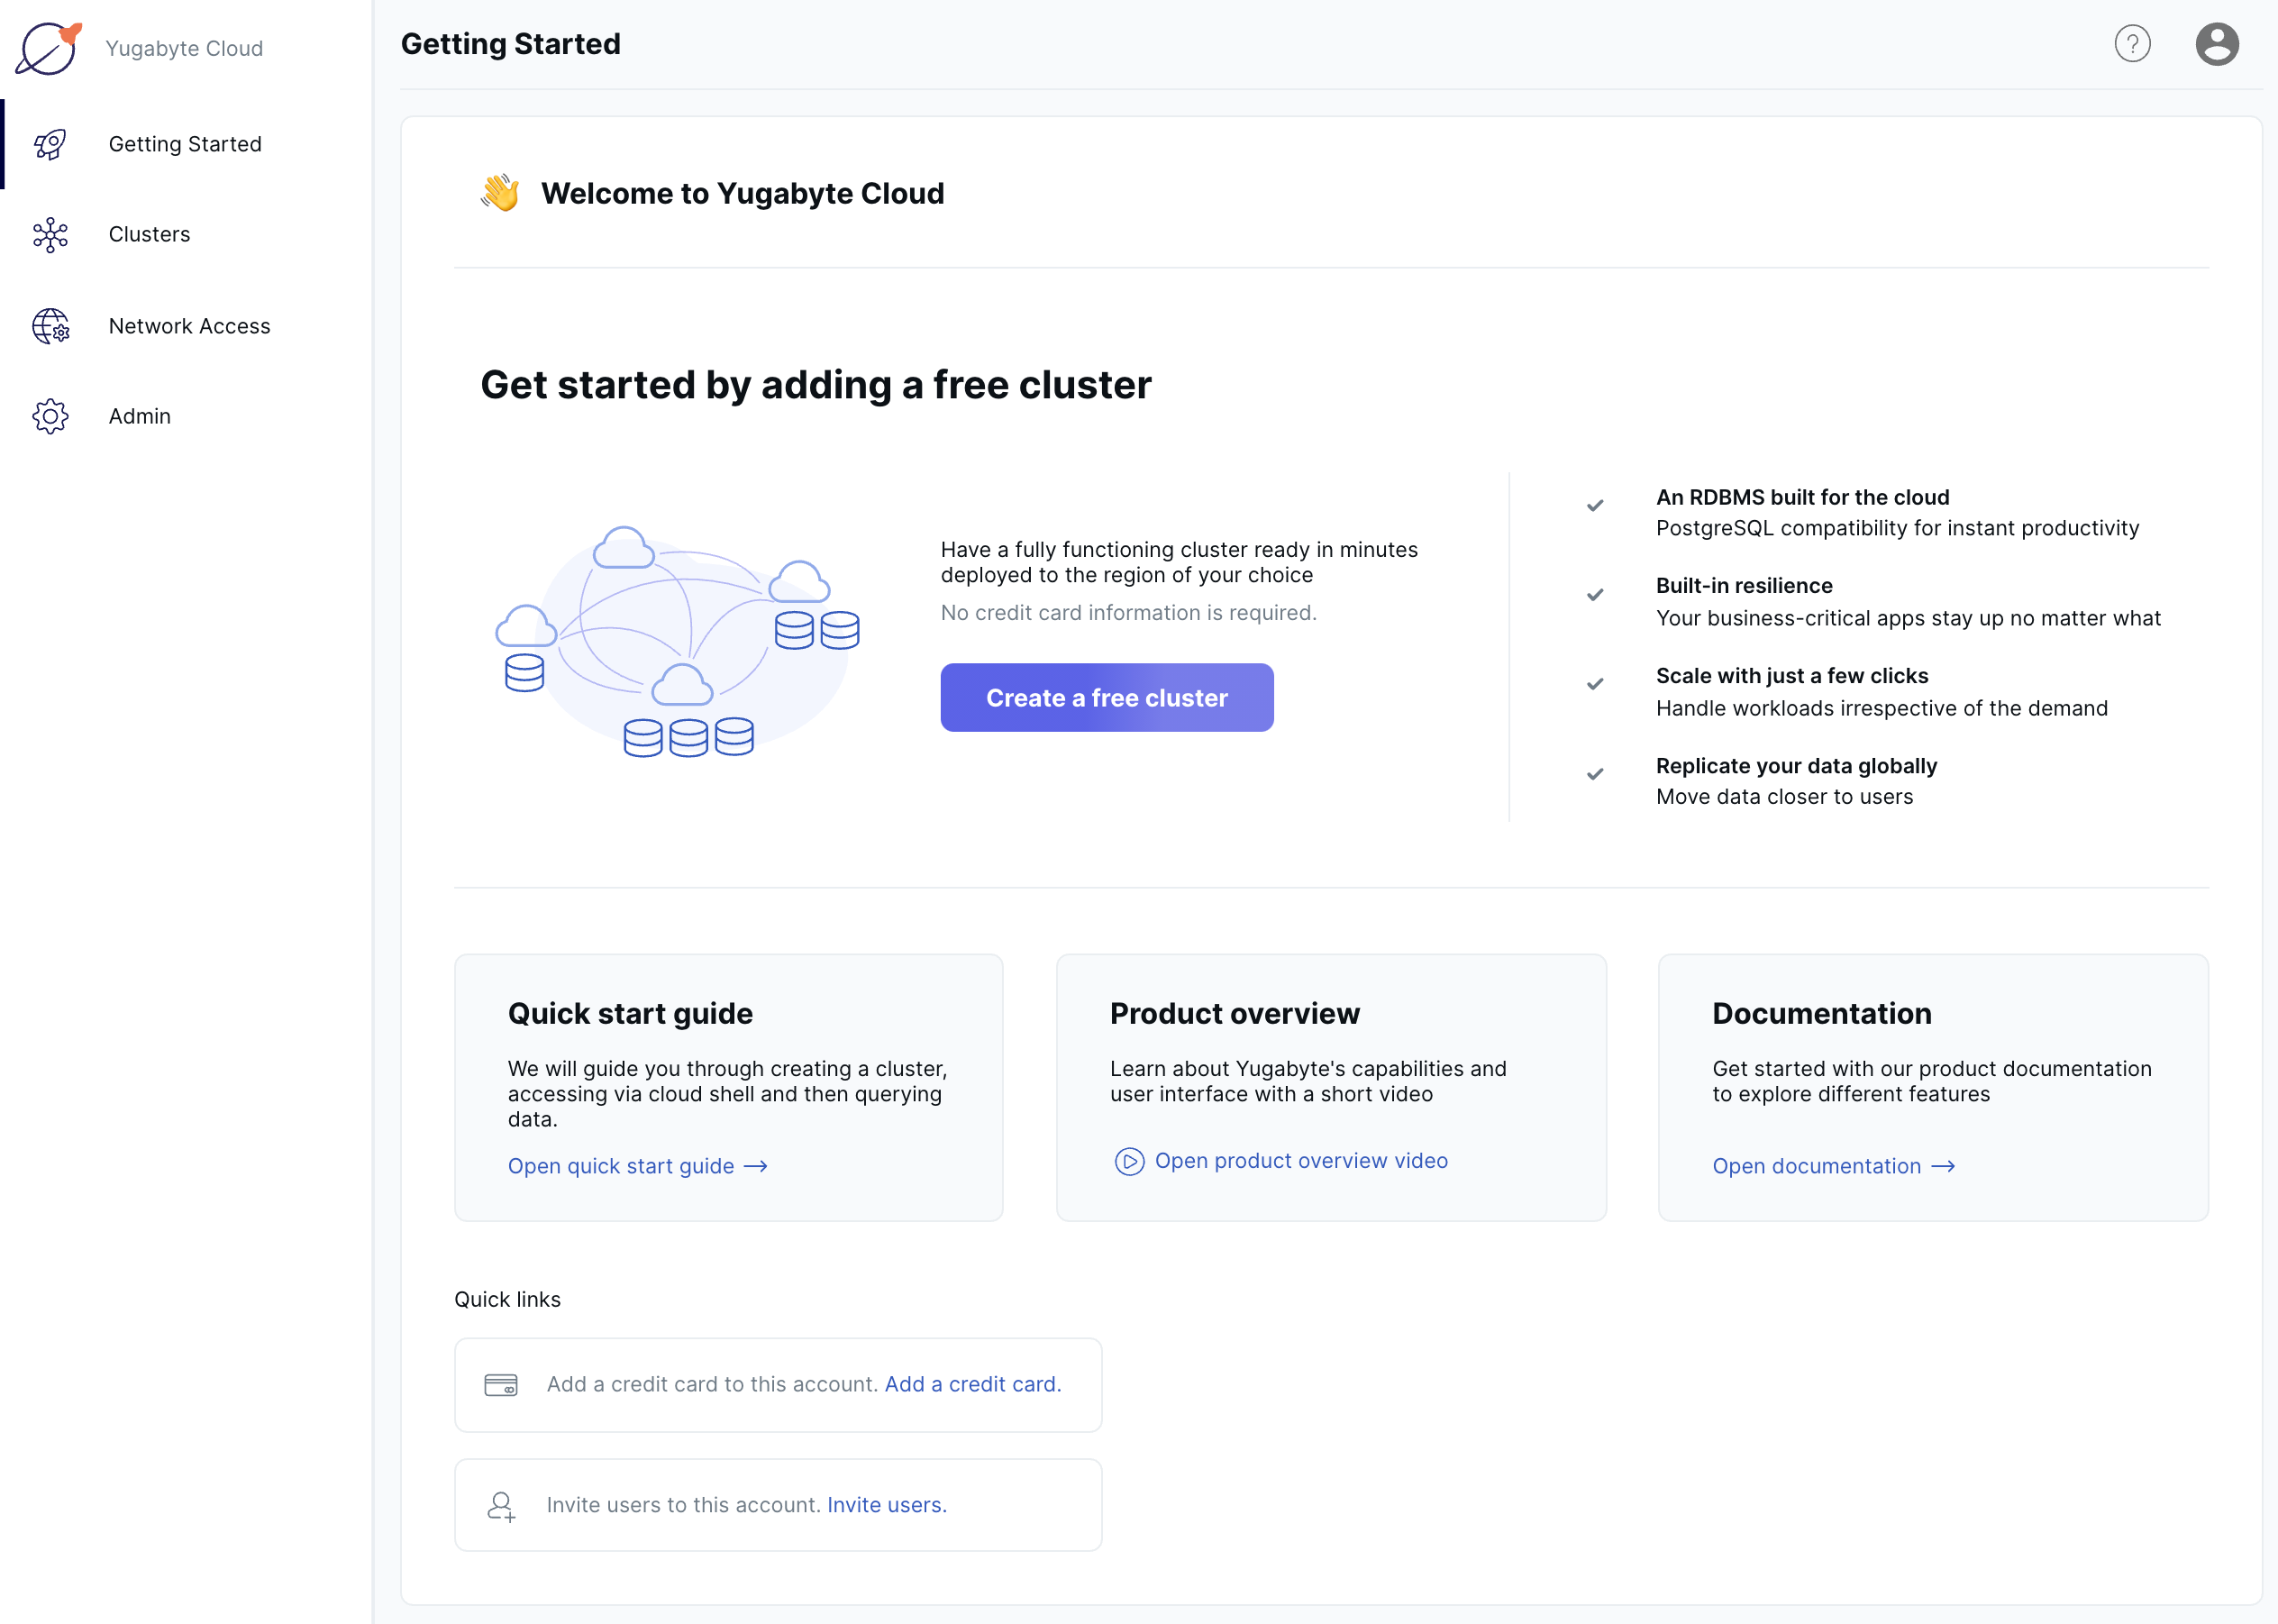 Yugabyte Cloud
Getting Started
Clusters
Network Access
Admin
Getting Started
?
Welcome to Yugabyte Cloud
Get started by adding a free cluster
Have a fully functioning cluster ready in minutes
deployed to the region of your choice
No credit card information is required.
Create a free cluster
An RDBMS built for the cloud
PostgreSQL compatibility for instant productivity
Built-in resilience
Your business-critical apps stay up no matter what
Scale with just a few clicks
Handle workloads irrespective of the demand
Replicate your data globally
Move data closer to users
Quick start guide
We will guide you through creating a cluster,
accessing via cloud shell and then querying
data.
Open quick start guide →
Product overview
Learn about Yugabyte's capabilities and
user interface with a short video
Open product overview video
Documentation
Get started with our product documentation
to explore different features
Open documentation →
Quick links
Add a credit card to this account. Add a credit card.
Invite users to this account. Invite users.